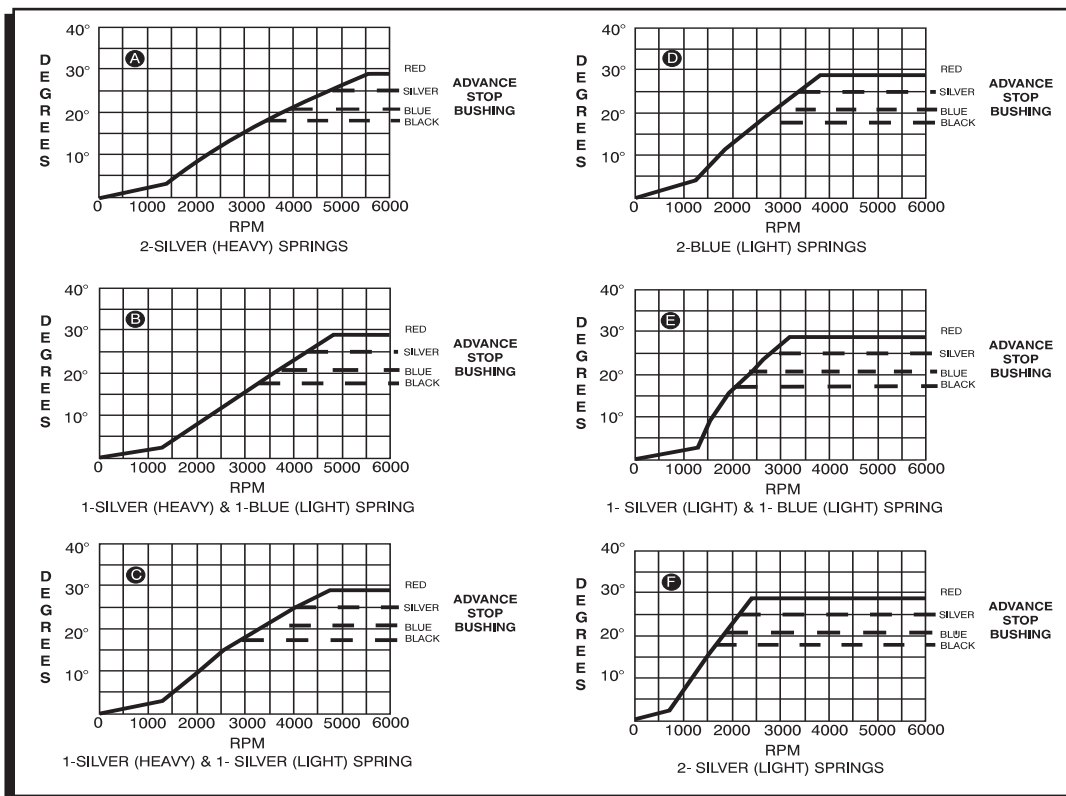 A
DEGREES
40°
30°
20°
10°
0 1000 2000 3000 4000 5000 6000
RPM
2-SILVER (HEAVY) SPRINGS
RED
SILVER
BLUE
BLACK
ADVANCE
STOP
BUSHING
D
DEGREES
40°
30°
20°
10°
0 1000 2000 3000 4000 5000 6000
RPM
2-BLUE (LIGHT) SPRINGS
RED
SILVER
BLUE
BLACK
ADVANCE
STOP
BUSHING
B
DEGREES
40°
30°
20°
10°
0 1000 2000 3000 4000 5000 6000
RPM
1-SILVER (HEAVY) & 1-BLUE (LIGHT) SPRING
RED
SILVER
BLUE
BLACK
ADVANCE
STOP
BUSHING
E
DEGREES
40°
30°
20°
10°
0 1000 2000 3000 4000 5000 6000
RPM
1- SILVER (LIGHT) & 1- BLUE (LIGHT) SPRING
RED
SILVER
BLUE
BLACK
ADVANCE
STOP
BUSHING
C
DEGREES
40°
30°
20°
10°
0 1000 2000 3000 4000 5000 6000
RPM
1-SILVER (HEAVY) & 1- SILVER (LIGHT) SPRING
RED
SILVER
BLUE
BLACK
ADVANCE
STOP
BUSHING
F
DEGREES
40°
30°
20°
10°
0 1000 2000 3000 4000 5000 6000
RPM
2- SILVER (LIGHT) SPRINGS
RED
SILVER
BLUE
BLACK
ADVANCE
STOP
BUSHING